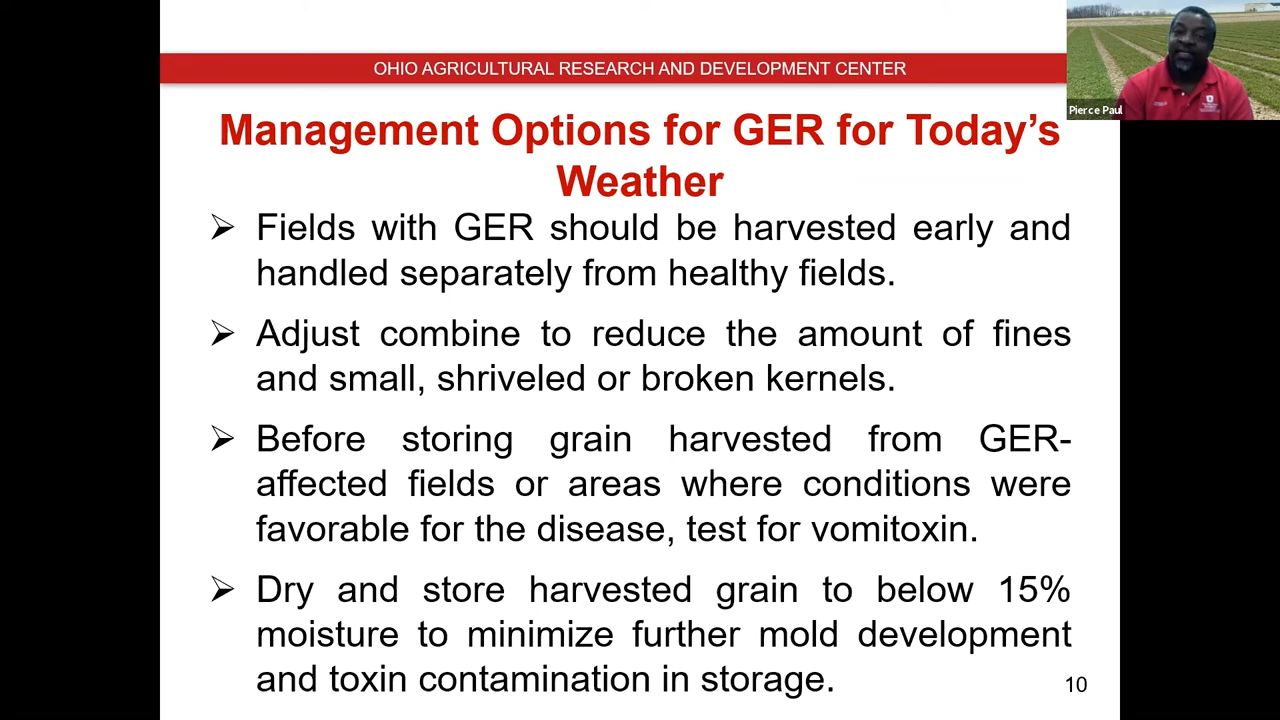 OHIO AGRICULTURAL RESEARCH AND DEVELOPMENT CENTER
Pierce Paul
Management Options for GER for Today's
Weather
➢ Fields with GER should be harvested early and
handled separately from healthy fields.
➢ Adjust combine to reduce the amount of fines
and small, shriveled or broken kernels.
➢ Before storing grain harvested from GER-
affected fields or areas where conditions were
favorable for the disease, test for vomitoxin.
➢ Dry and store harvested grain to below 15%
moisture to minimize further mold development
and toxin contamination in storage.
10